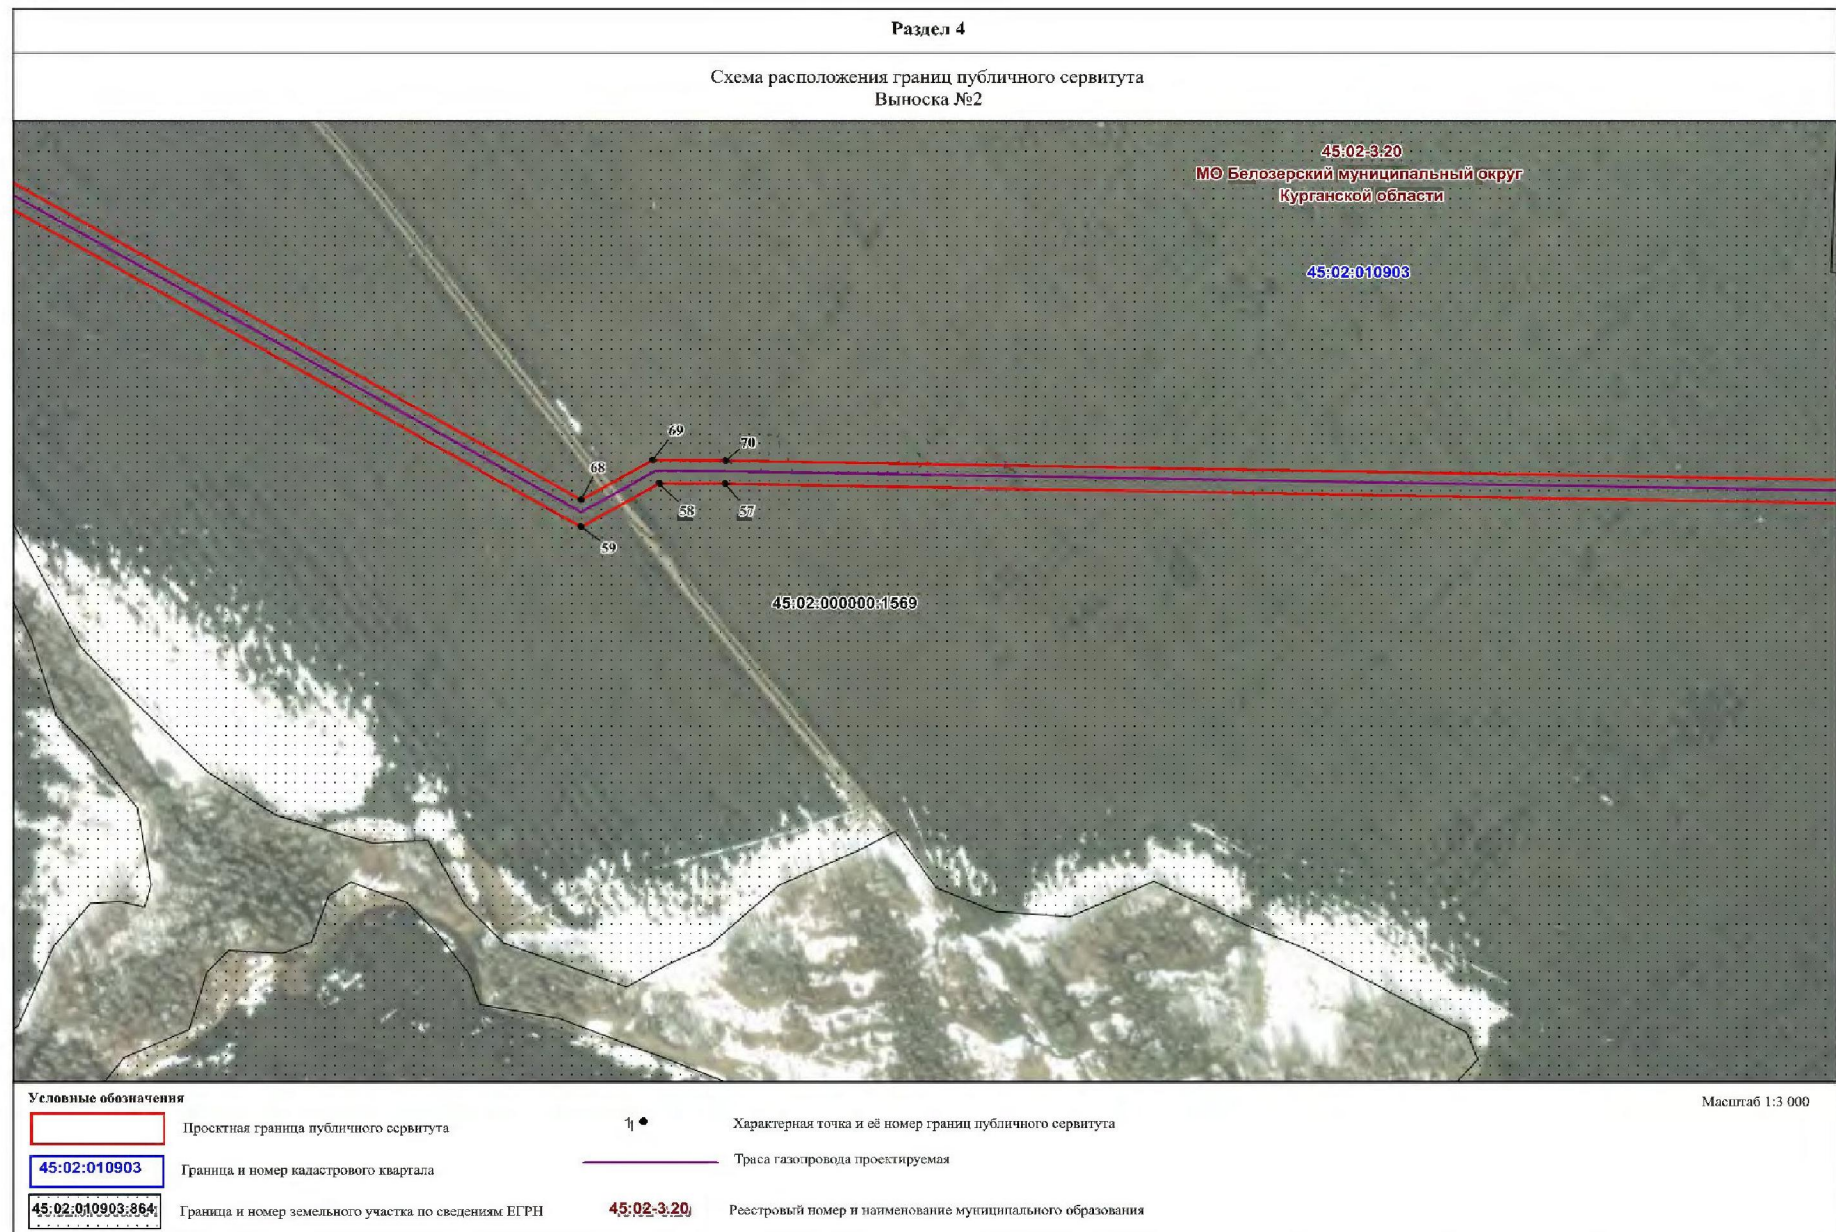 Раздел 4
Схема расположения границ публичного сервитута
Выноска №2
45:02-3.20
МО Белозерский муниципальный округ
Курганской области
45:02:010903
69
70
68
58
57
59
45:02:000000:1569
Условные обозначения
Масштаб 1:3 000
Проектная граница публичного сервитута
1
Характерная точка и её номер границ публичного сервитута
45:02:010903
Граница и номер кадастрового квартала
Траса газопровода проектируемая
45:02:010903:864
Граница и номер земельного участка по сведениям ЕГРН
45:02-3.20
Реестровый номер и наименование муниципального образования